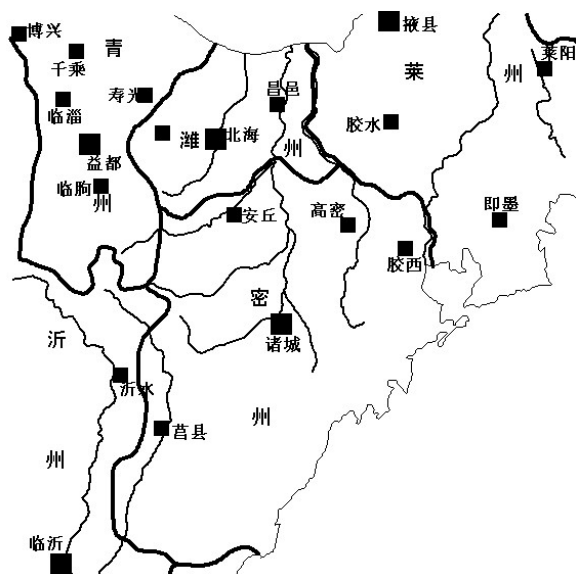 博兴
青
掖县
千乘
莱
州
莱阳
寿光
昌邑
临淄
胶水
潍
北海
益都
州
临朐
州
安丘
高密
即墨
胶西
密
沂
诸城
沂水
州
莒县
州
临沂